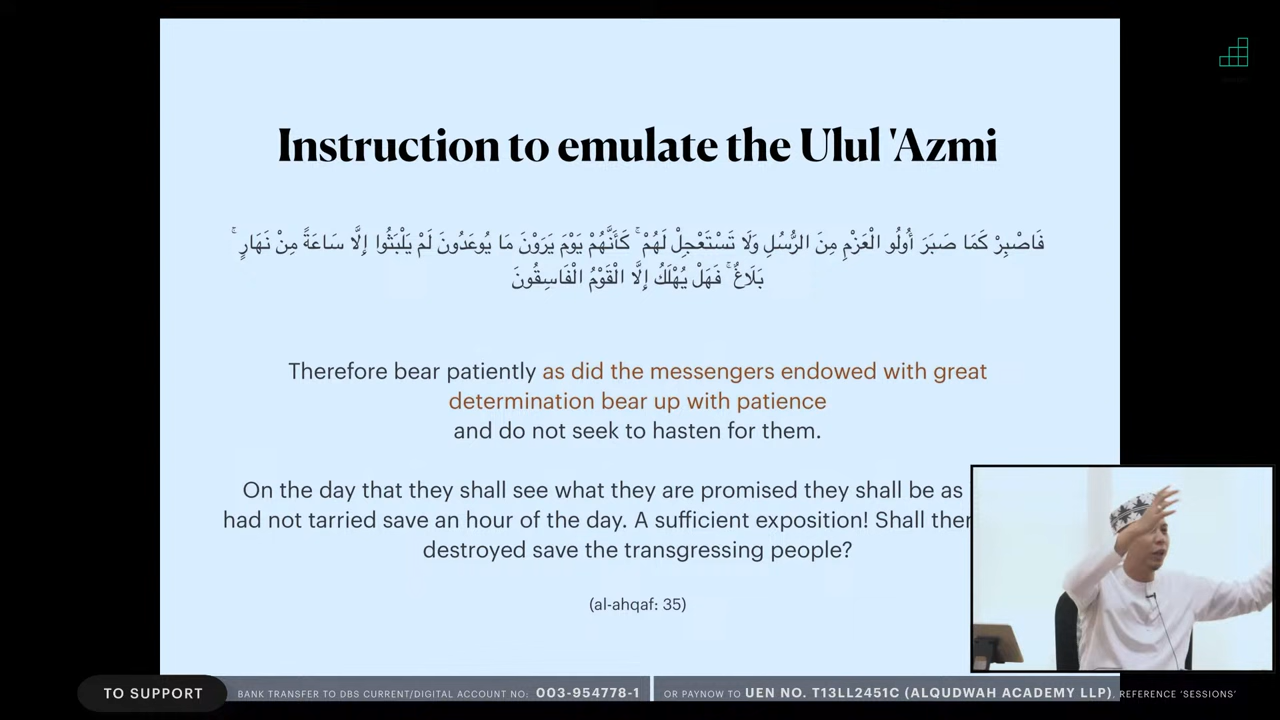 Instruction to emulate the Ulul 'Azmi
فَاصْبِرْ كَمَا صَبَرَ أُولُو الْعَزْمِ مِنَ الرُّسُلِ وَلَا تَسْتَعْجِلْ لَهُمْ ۚ كَأَنَّهُمْ يَوْمَ يَرَوْنَ مَا يُوعَدُونَ لَمْ يَلْبَثُوا إِلَّا سَاعَةً مِنْ نَهَارٍ ۚ
بَلَاغٌ ۚ فَهَلْ يُهْلَكُ إِلَّا الْقَوْمُ الْفَاسِقُونَ
Therefore bear patiently as did the messengers endowed with great
determination bear up with patience
and do not seek to hasten for them.
On the day that they shall see what they are promised they shall be as
had not tarried save an hour of the day. A sufficient exposition! Shall
destroyed save the transgressing people?
(al-ahqaf: 35)
TO SUPPORT BANK TRANSFER TO DBS CURRENT/DIGITAL ACCOUNT NO: 003-954778-1 OR PAYNOW TO UEN NO. T13LL2451C (ALQUDWAH ACADEMY LLP), REFERENCE 'SESSIONS'